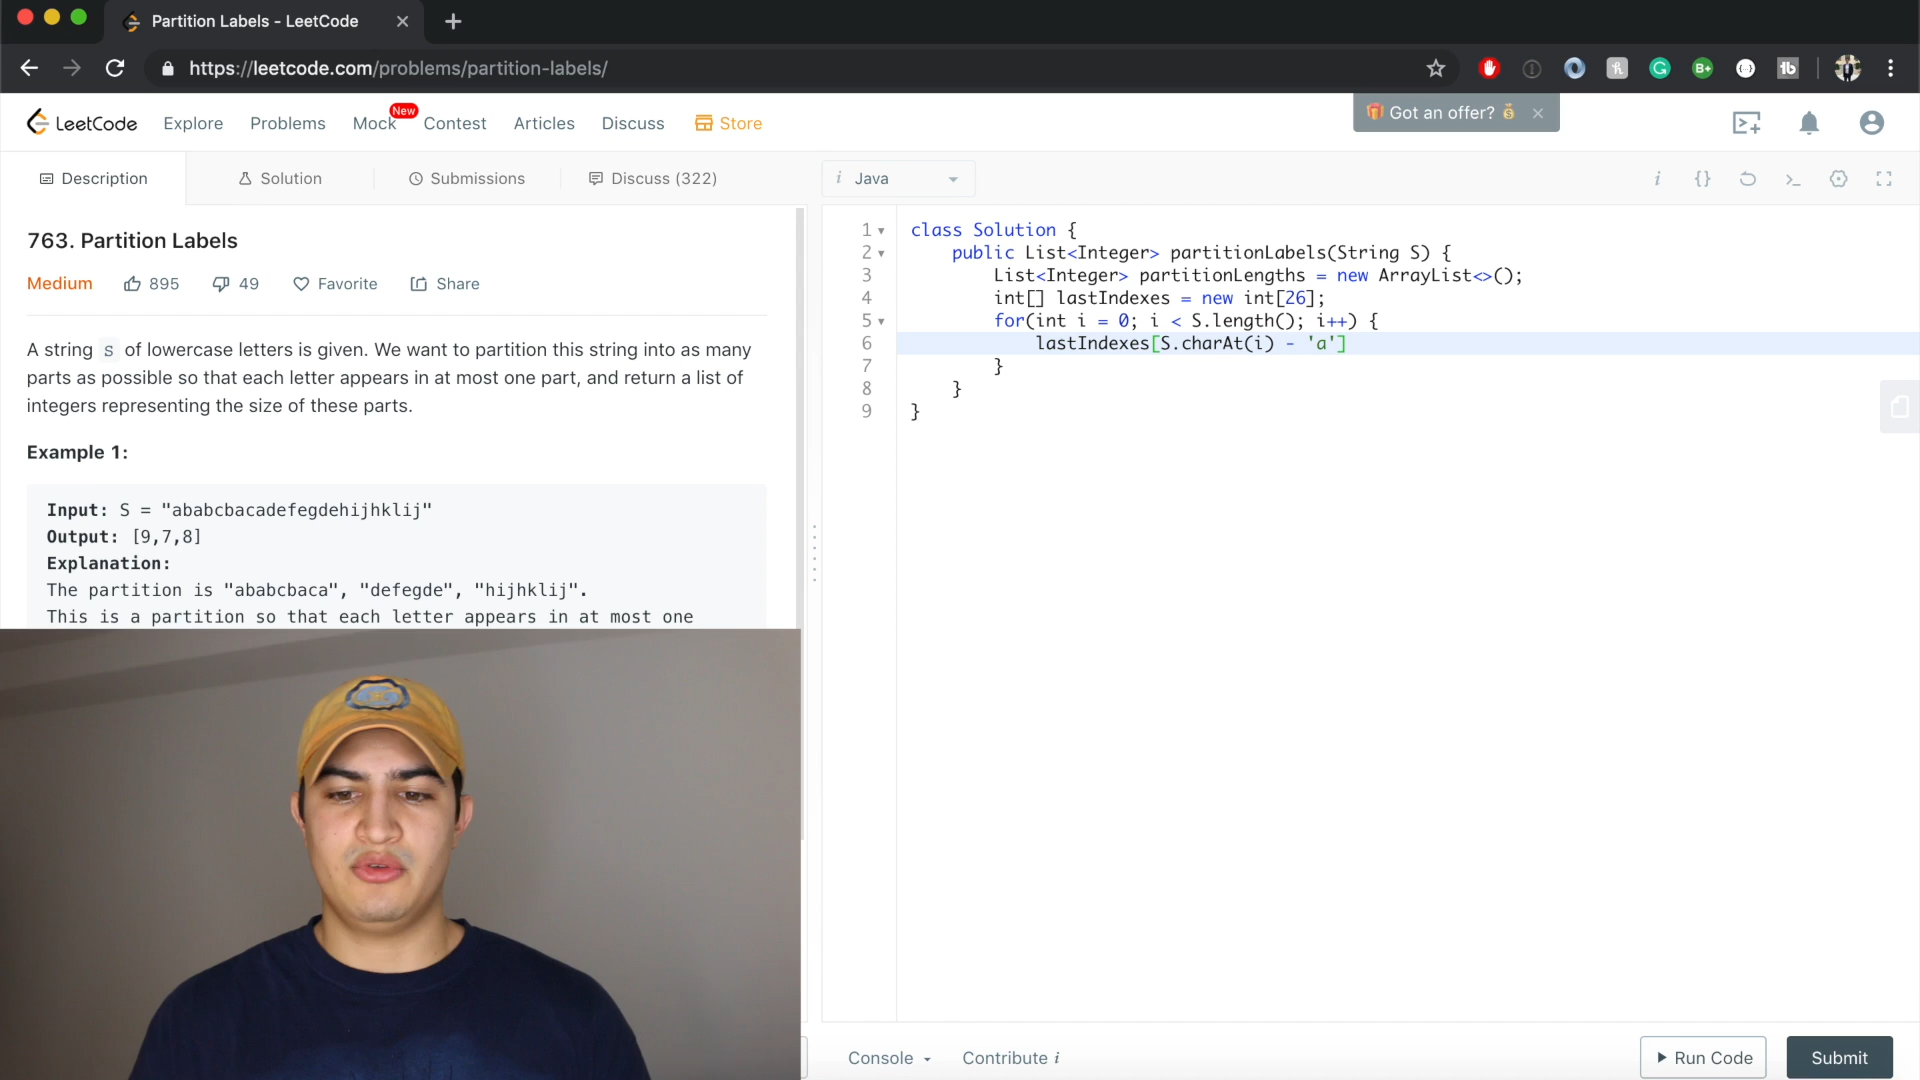 Partition Labels - LeetCode
https://leetcode.com/problems/partition-labels/
LeetCode Explore Problems Mock New Contest Articles Discuss Store
Got an offer?
Description Solution Submissions Discuss (322)
763. Partition Labels
Medium 895 49 Favorite Share
A string S of lowercase letters is given. We want to partition this string into as many
parts as possible so that each letter appears in at most one part, and return a list of
integers representing the size of these parts.
Example 1:
Input: S = "ababcbacadefegdehijhklij"
Output: [9,7,8]
Explanation:
The partition is "ababcbaca", "defegde", "hijhklij".
This is a partition so that each letter appears in at most one
i Java
1 class Solution {
2 public List<Integer> partitionLabels(String S) {
3 List<Integer> partitionLengths = new ArrayList<>();
4 int[] lastIndexes = new int[26];
5 for(int i = 0; i < S.length(); i++) {
6 lastIndexes[S.charAt(i) - 'a']
7 }
8 }
9 }
Console Contribute i
Run Code Submit